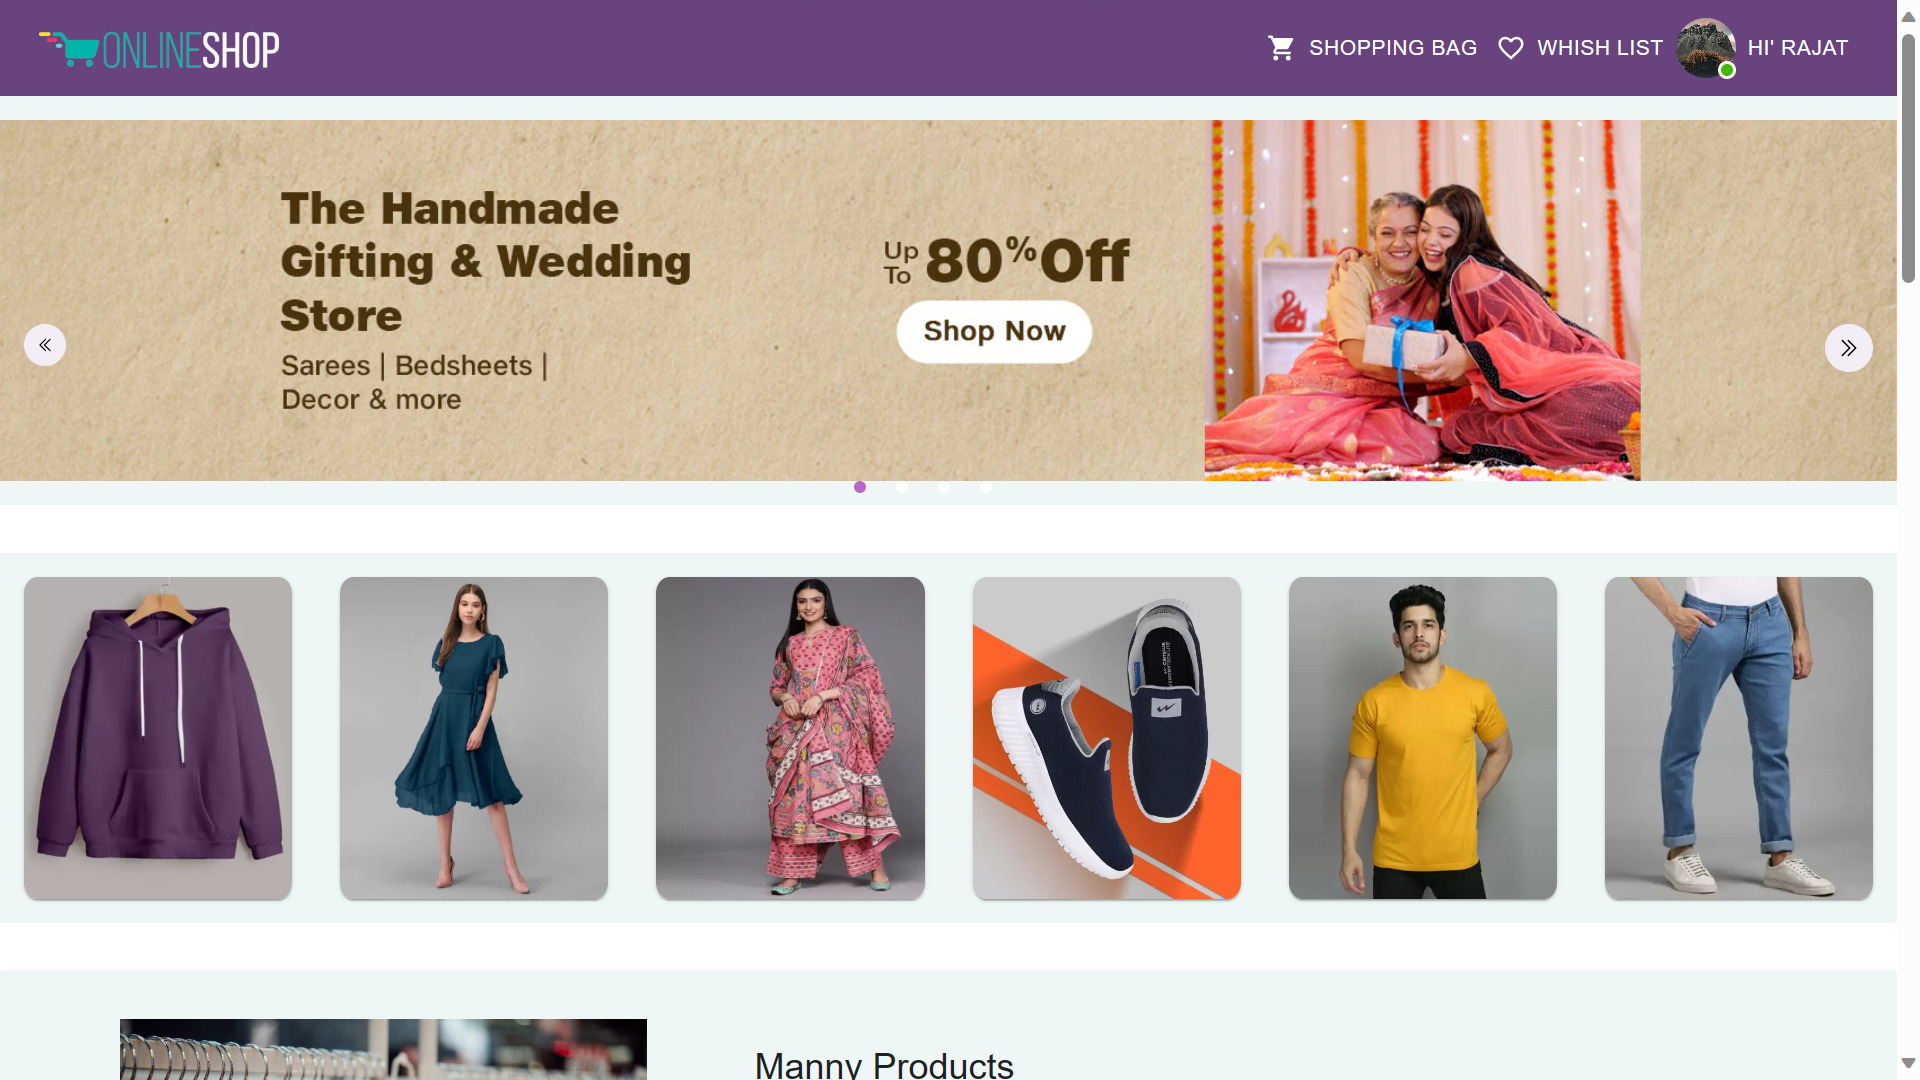 ONLINESHOP
SHOPPING BAG
WHISH LIST
HI' RAJAT
The Handmade
Gifting & Wedding
Store
Sarees | Bedsheets |
Decor & more
Up To 80% Off
Shop Now
Manny Products